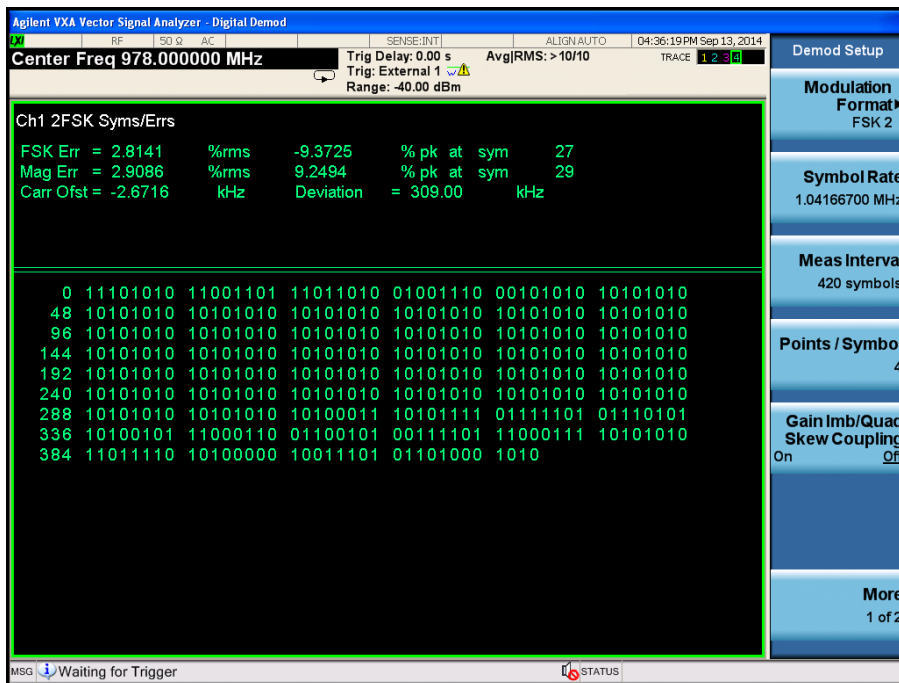 Agilent VXA Vector Signal Analyzer - Digital Demod
LXI RF 50 Ω AC SENSE:INT ALIGN AUTO 04:36:19 PM Sep 13, 2014
Center Freq 978.000000 MHz
Trig Delay: 0.00 s Avg|RMS: >10/10 TRACE 1 2 3 4
Trig: External 1
Range: -40.00 dBm
Ch1 2FSK Syms/Errs
FSK Err = 2.8141 %rms -9.3725 % pk at sym 27
Mag Err = 2.9086 %rms 9.2494 % pk at sym 29
Carr Ofst = -2.6716 kHz Deviation = 309.00 kHz
0 11101010 11001101 11011010 01001110 00101010 10101010
48 10101010 10101010 10101010 10101010 10101010 10101010
96 10101010 10101010 10101010 10101010 10101010 10101010
144 10101010 10101010 10101010 10101010 10101010 10101010
192 10101010 10101010 10101010 10101010 10101010 10101010
240 10101010 10101010 10101010 10101010 10101010 10101010
288 10101010 10101010 10100011 10101111 01111101 01110101
336 10100101 11000110 01100101 00111101 11000111 10101010
384 11011110 10100000 10011101 01101000 1010
Demod Setup
Modulation
Format
FSK 2
Symbol Rate
1.04166700 MHz
Meas Interva
420 symbols
Points / Symbo
4
Gain Imb/Quad
Skew Coupling
On Off
More
1 of 2
MSG Waiting for Trigger STATUS